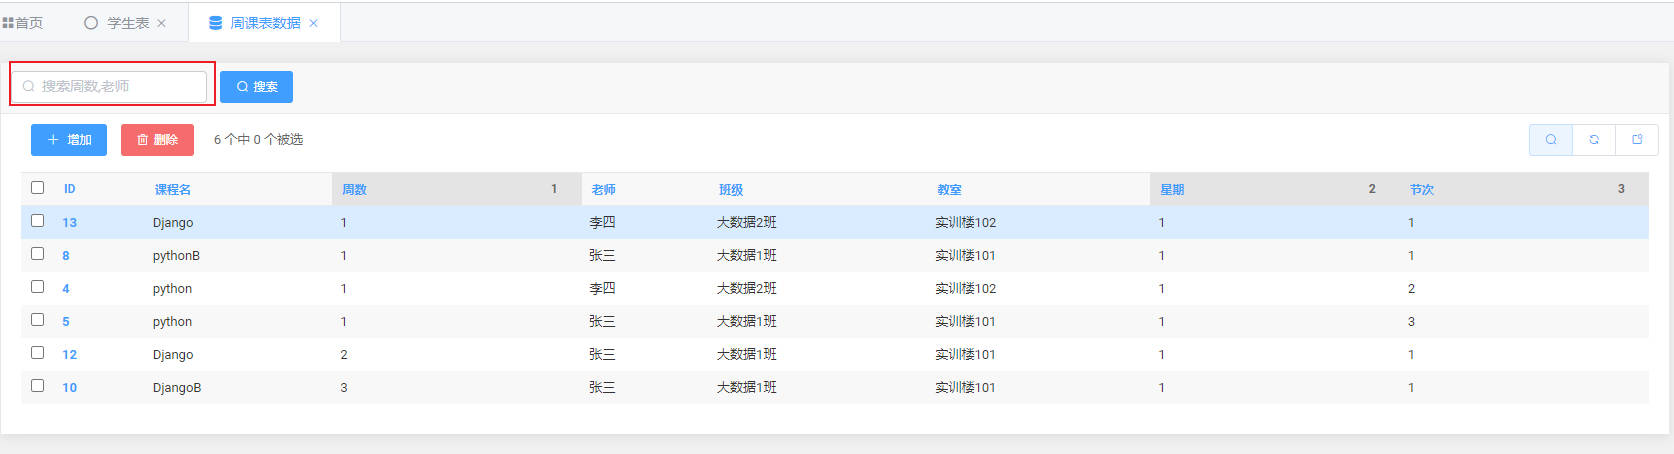 首页 学生表 周课表数据
搜索周数,老师 搜索
增加 删除 6 个中 0 个被选
ID 课程名 周数 1 老师 班级 教室 星期 2 节次 3
13 Django 1 李四 大数据2班 实训楼102 1 1
8 pythonB 1 张三 大数据1班 实训楼101 1 1
4 python 1 李四 大数据2班 实训楼102 1 2
5 python 1 张三 大数据1班 实训楼101 1 3
12 Django 2 张三 大数据1班 实训楼101 1 1
10 DjangoB 3 张三 大数据1班 实训楼101 1 1